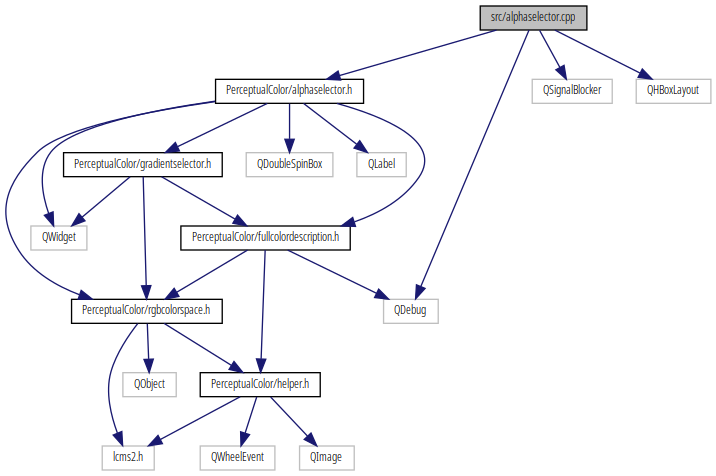 src/alphaselector.cpp
PerceptualColor/alphaselector.h
QSignalBlocker
QHBoxLayout
PerceptualColor/gradientselector.h
QDoubleSpinBox
QLabel
QWidget
PerceptualColor/fullcolordescription.h
PerceptualColor/rgbcolorspace.h
QDebug
QObject
PerceptualColor/helper.h
lcms2.h
QWheelEvent
QImage